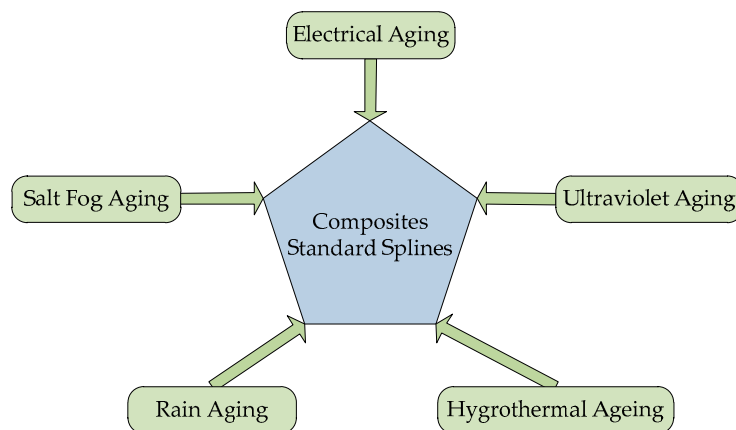 Electrical Aging
Salt Fog Aging
Ultraviolet Aging
Composites
Standard Splines
Rain Aging
Hygrothermal Ageing